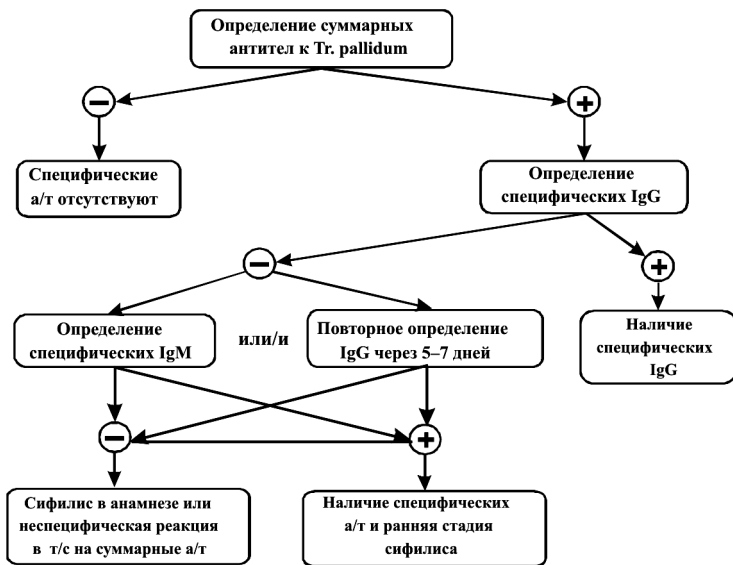 Определение суммарных
антител к Tr. pallidum
−
+
Специфические
а/т отсутствуют
Определение
специфических IgG
−
+
Определение
специфических IgM
или/и
Повторное определение
IgG через 5–7 дней
Наличие
специфических
IgG
−
+
Сифилис в анамнезе или
неспецифическая реакция
в т/с на суммарные а/т
Наличие специфических
а/т и ранняя стадия
сифилиса